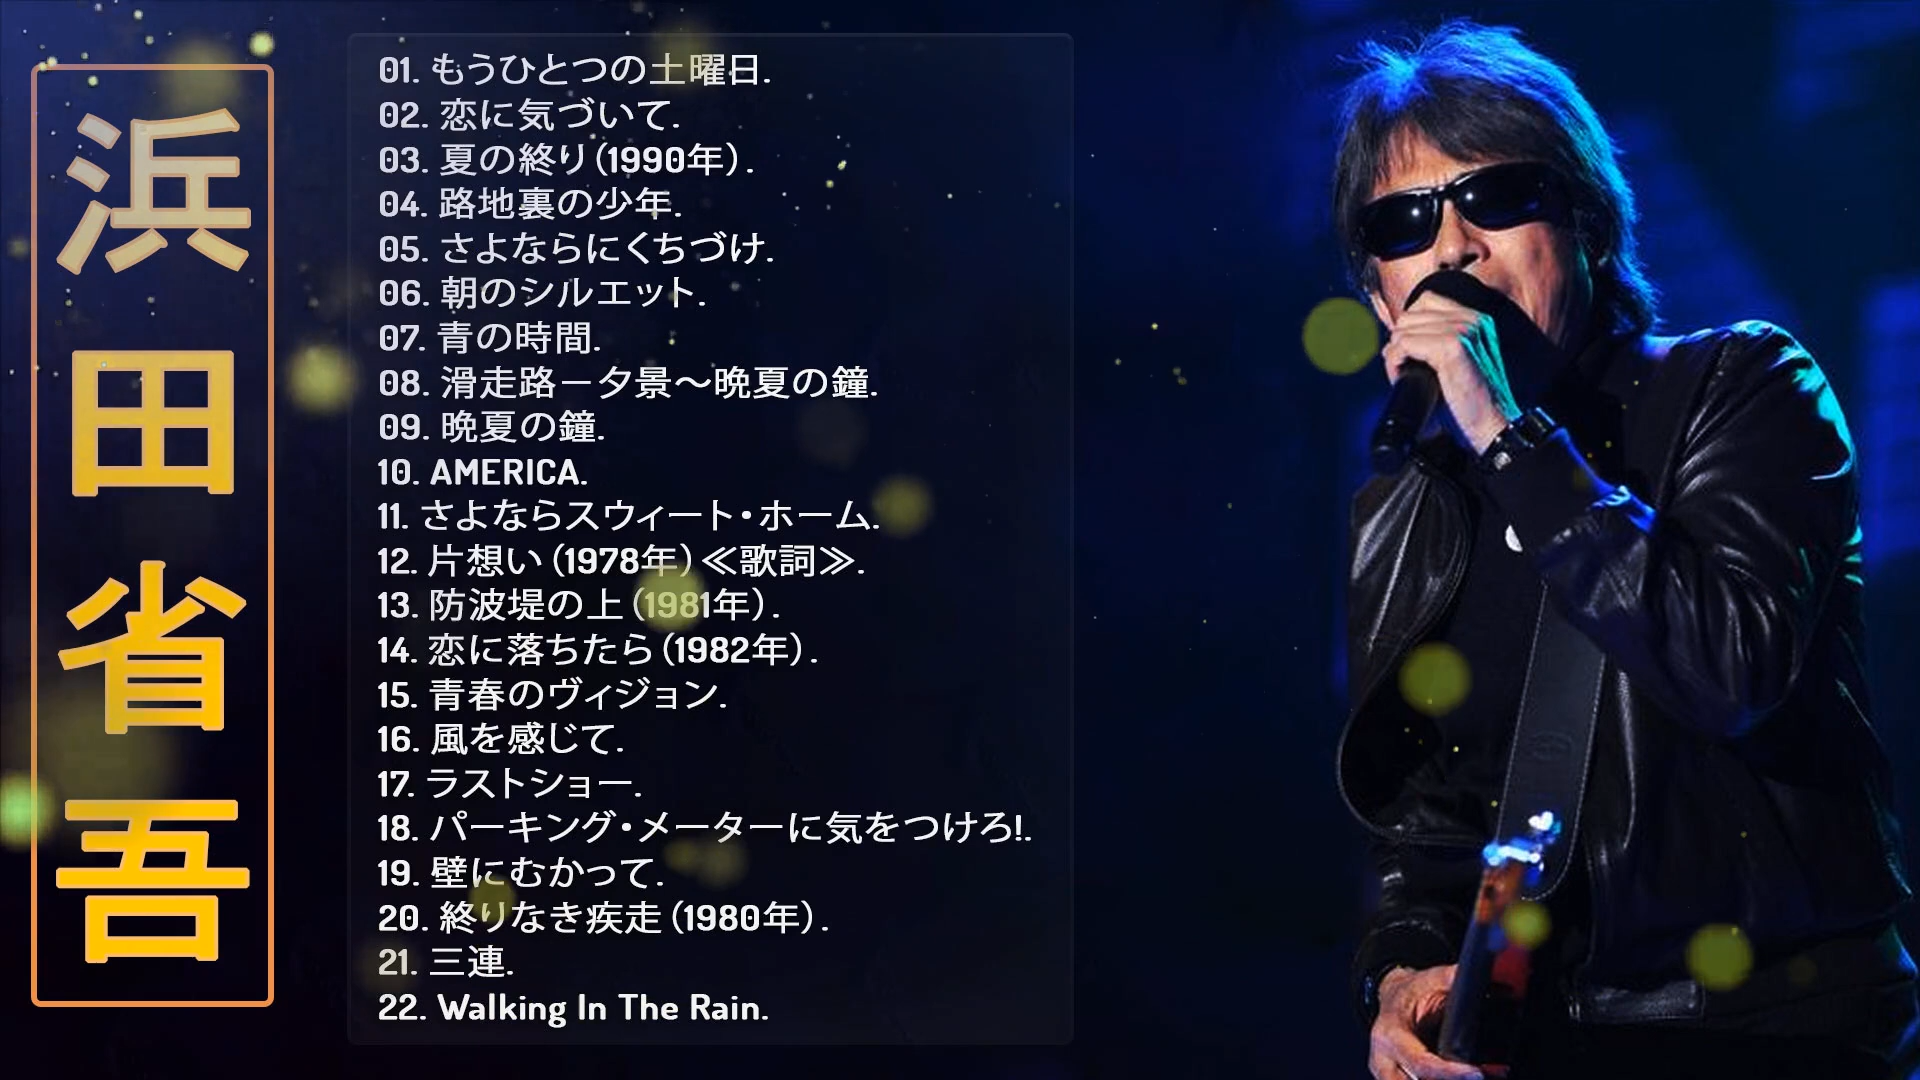 浜田省吾
01. もうひとつの土曜日.
02. 恋に気づいて.
03. 夏の終り(1990年).
04. 路地裏の少年.
05. さよならにくちづけ.
06. 朝のシルエット.
07. 青の時間.
08. 滑走路－夕景～晩夏の鐘.
09. 晩夏の鐘.
10. AMERICA.
11. さよならスウィート・ホーム.
12. 片想い(1978年)≪歌詞≫.
13. 防波堤の上(1981年).
14. 恋に落ちたら(1982年).
15. 青春のヴィジョン.
16. 風を感じて.
17. ラストショー.
18. パーキング・メーターに気をつけろ!.
19. 壁にむかって.
20. 終りなき疾走(1980年).
21. 三連.
22. Walking In The Rain.